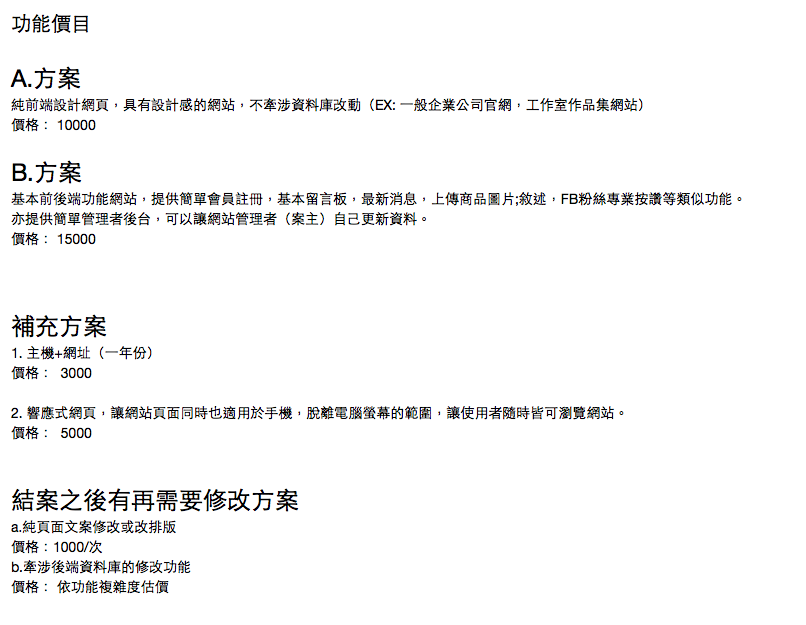 功能價目
A.方案
純前端設計網頁，具有設計感的網站，不牽涉資料庫改動（EX: 一般企業公司官網，工作室作品集網站）
價格： 10000
B.方案
基本前後端功能網站，提供簡單會員註冊，基本留言板，最新消息，上傳商品圖片;敘述，FB粉絲專業按讚等類似功能。
亦提供簡單管理者後台，可以讓網站管理者（案主）自己更新資料。
價格： 15000
補充方案
1. 主機+網址（一年份）
價格： 3000
2. 響應式網頁，讓網站頁面同時也適用於手機，脫離電腦螢幕的範圍，讓使用者隨時皆可瀏覽網站。
價格： 5000
結案之後有再需要修改方案
a.純頁面文案修改或改排版
價格：1000/次
b.牽涉後端資料庫的修改功能
價格： 依功能複雜度估價